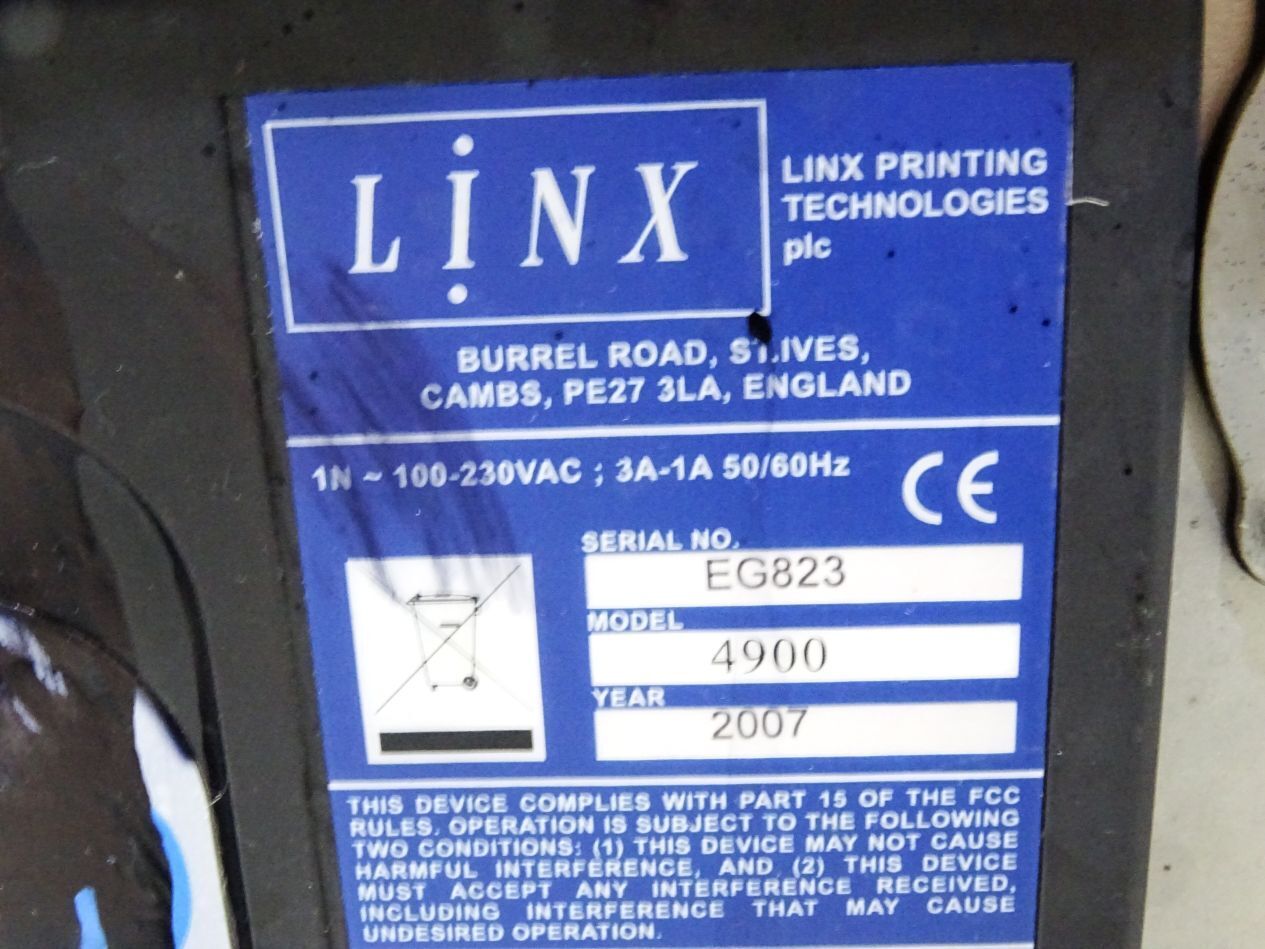 LINX
LINX PRINTING
TECHNOLOGIES
plc
BURREL ROAD, ST.IVES,
CAMBS, PE27 3LA, ENGLAND
1N ~ 100-230VAC ; 3A-1A 50/60Hz
CE
SERIAL NO.
EG823
MODEL
4900
YEAR
2007
THIS DEVICE COMPLIES WITH PART 15 OF THE FCC
RULES. OPERATION IS SUBJECT TO THE FOLLOWING
TWO CONDITIONS: (1) THIS DEVICE MAY NOT CAUSE
HARMFUL INTERFERENCE, AND (2) THIS DEVICE
MUST ACCEPT ANY INTERFERENCE RECEIVED,
INCLUDING INTERFERENCE THAT MAY CAUSE
UNDESIRED OPERATION.